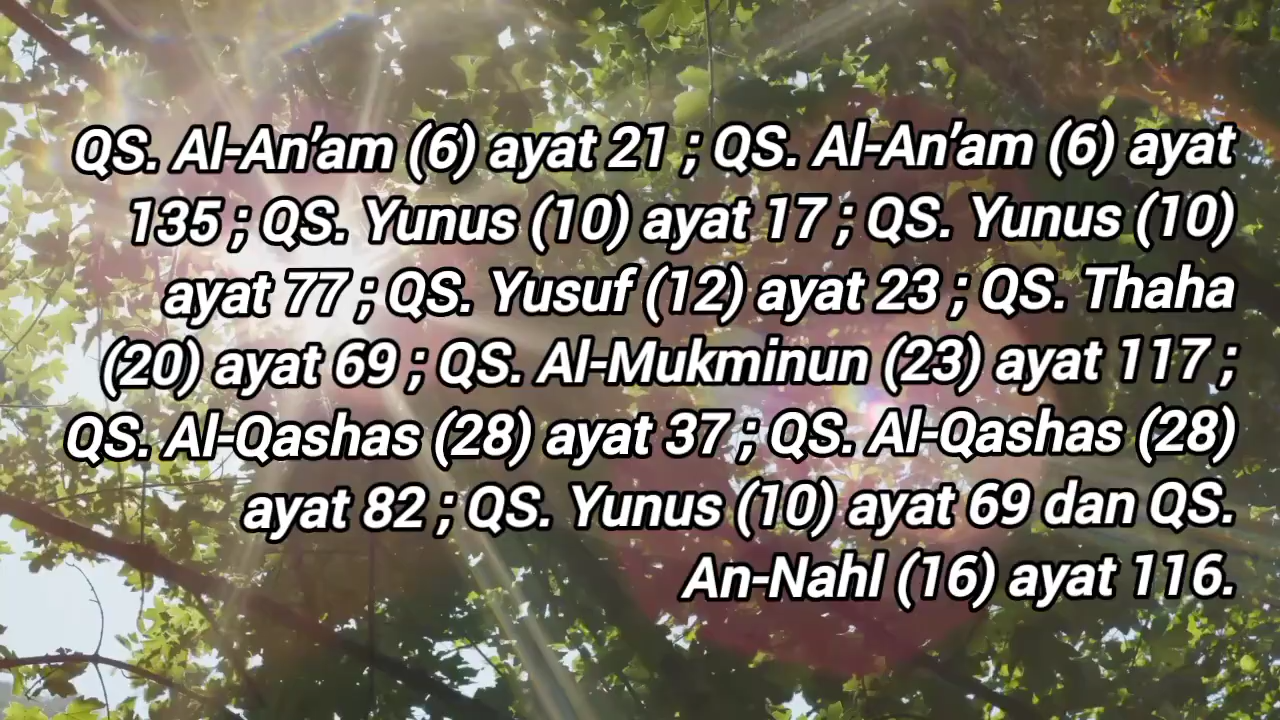 QS. Al-An’am (6) ayat 21 ; QS. Al-An’am (6) ayat
135 ; QS. Yunus (10) ayat 17 ; QS. Yunus (10)
ayat 77 ; QS. Yusuf (12) ayat 23 ; QS. Thaha
(20) ayat 69 ; QS. Al-Mukminun (23) ayat 117 ;
QS. Al-Qashas (28) ayat 37 ; QS. Al-Qashas (28)
ayat 82 ; QS. Yunus (10) ayat 69 dan QS.
An-Nahl (16) ayat 116.